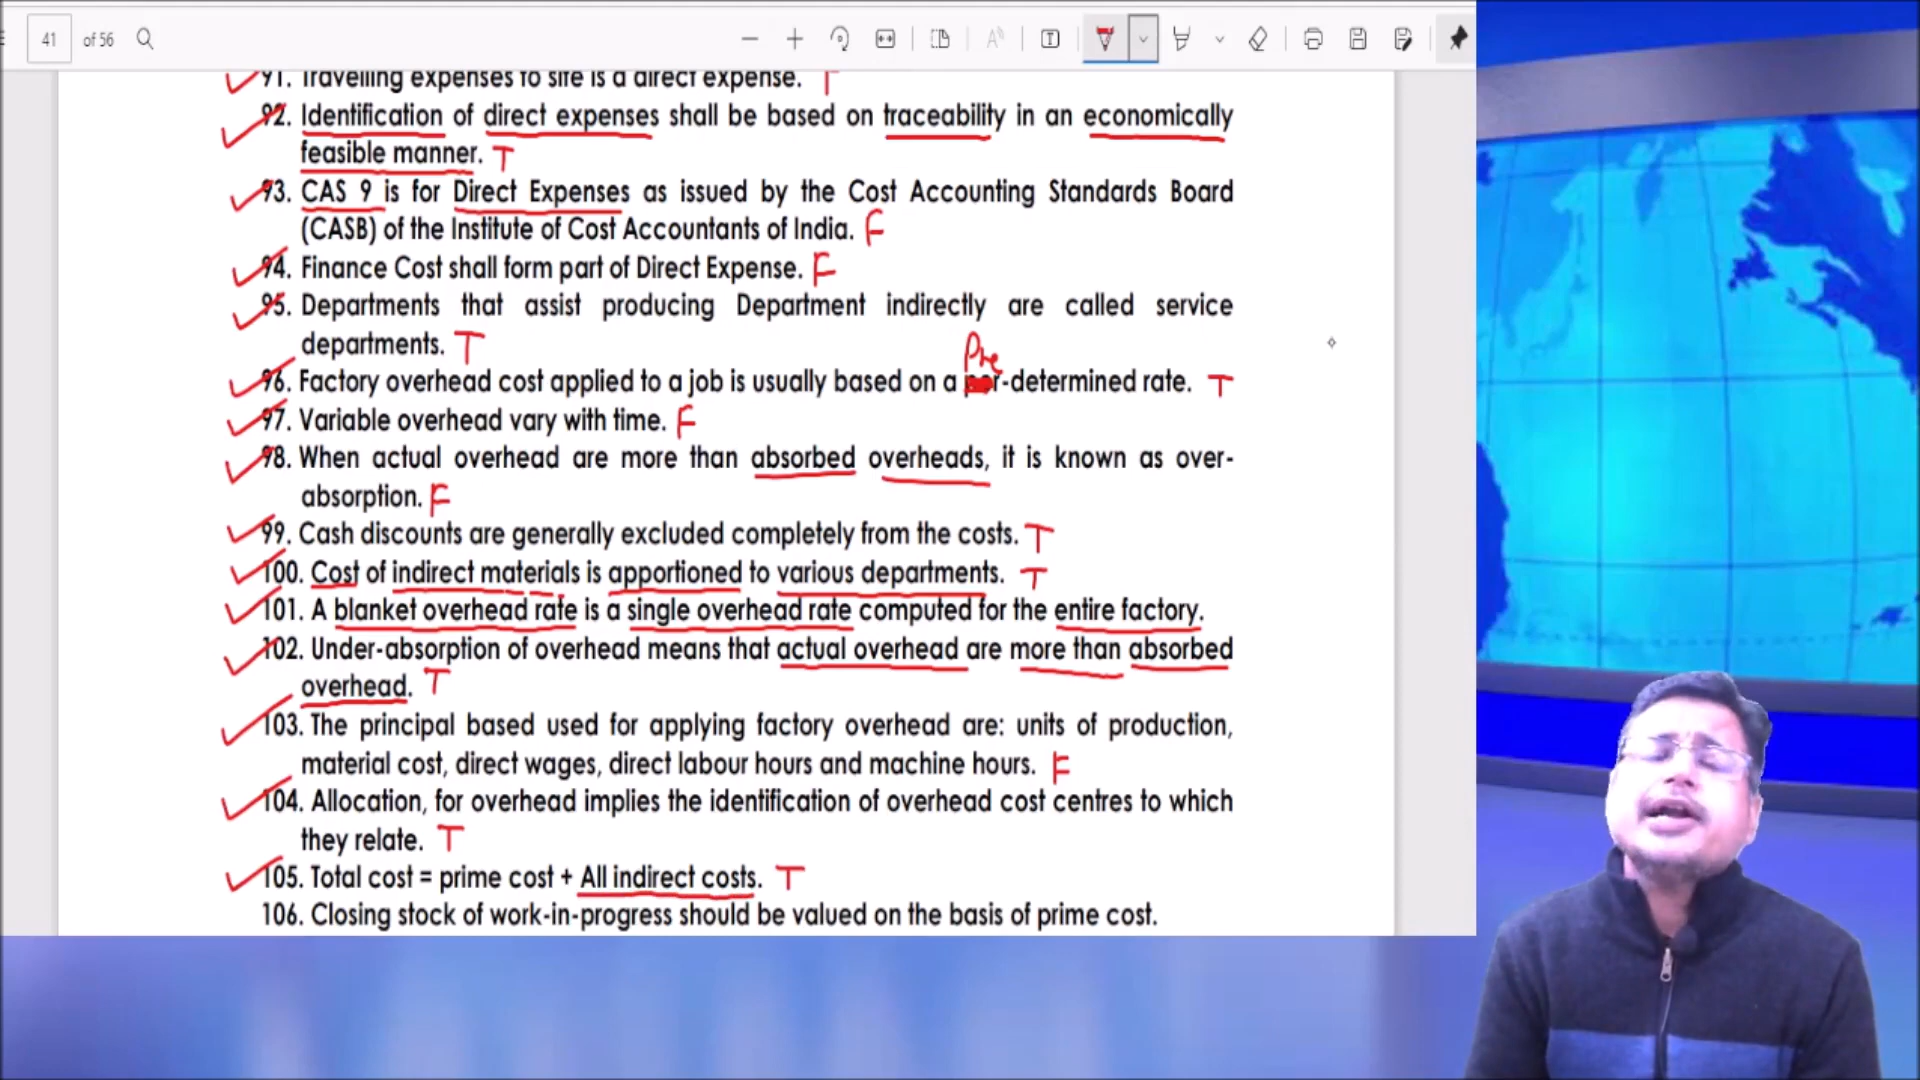 41 of 56
91. Travelling expenses to site is a direct expense. T
92. Identification of direct expenses shall be based on traceability in an economically
feasible manner. T
93. CAS 9 is for Direct Expenses as issued by the Cost Accounting Standards Board
(CASB) of the Institute of Cost Accountants of India. F
94. Finance Cost shall form part of Direct Expense. F
95. Departments that assist producing Department indirectly are called service
departments. T
Pre
96. Factory overhead cost applied to a job is usually based on a per-determined rate. T
97. Variable overhead vary with time. F
98. When actual overhead are more than absorbed overheads, it is known as over-
absorption. F
99. Cash discounts are generally excluded completely from the costs. T
100. Cost of indirect materials is apportioned to various departments. T
101. A blanket overhead rate is a single overhead rate computed for the entire factory.
102. Under-absorption of overhead means that actual overhead are more than absorbed
overhead. T
103. The principal based used for applying factory overhead are: units of production,
material cost, direct wages, direct labour hours and machine hours. F
104. Allocation, for overhead implies the identification of overhead cost centres to which
they relate. T
105. Total cost = prime cost + All indirect costs. T
106. Closing stock of work-in-progress should be valued on the basis of prime cost.